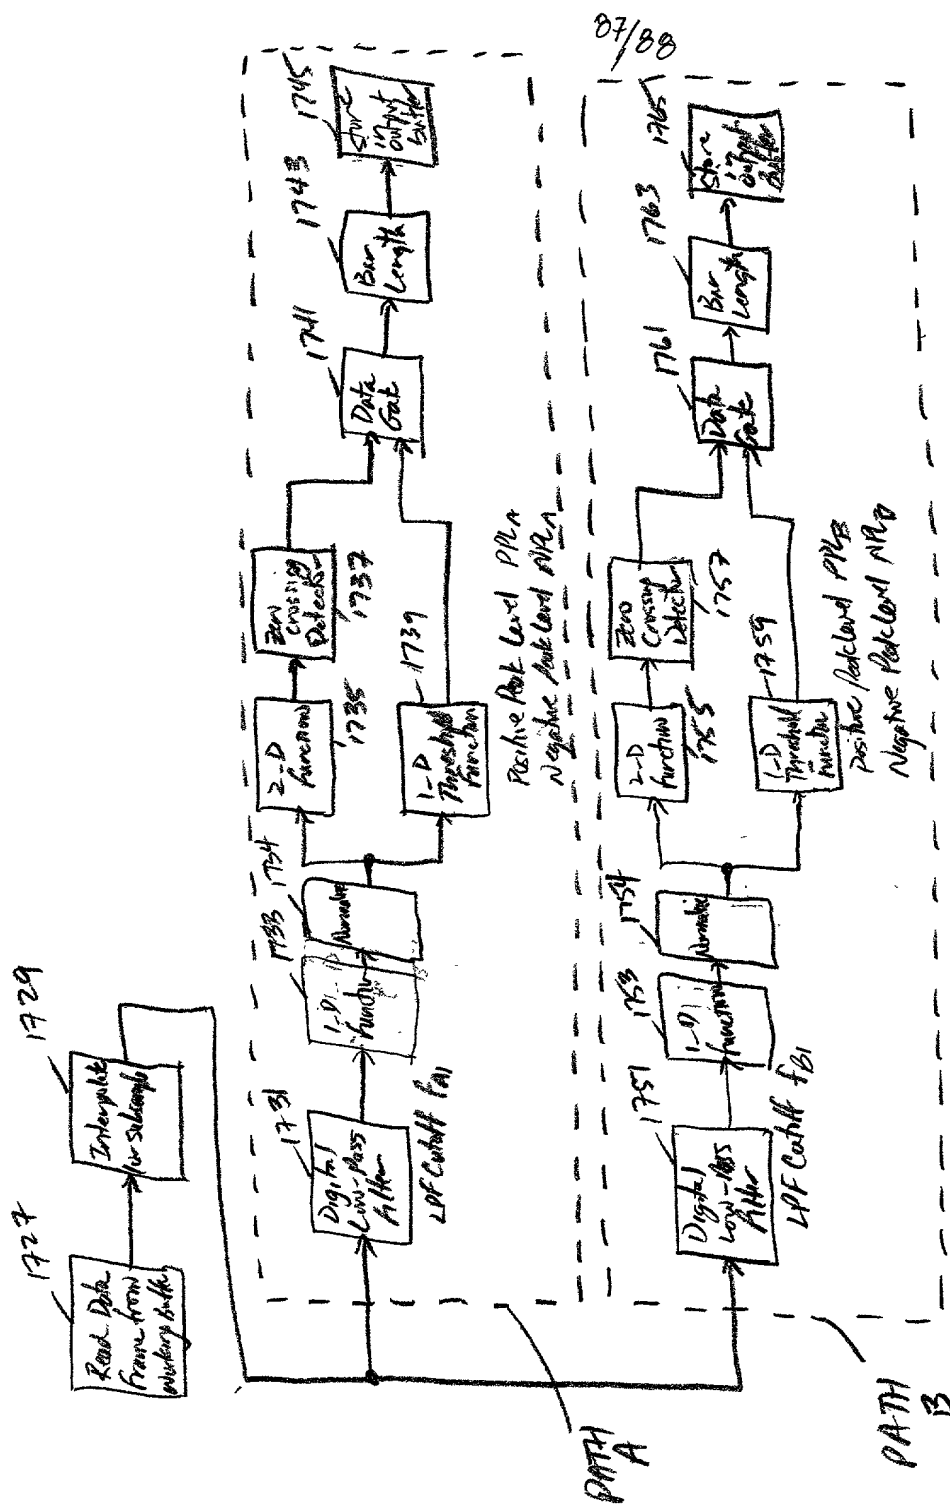 87/88
1727
Read Data
Frame from
Working Buffer
1729
Interpolate
/or subsample
PATH
A
1731
Digital
Low-Pass
Filter
LPF Cutoff fA1
1733
1-D
Function
1734
Normalize
2-D
Function
1735
Zero
Crossing
Detector
1737
1-D
Threshold
Function
1739
Positive Peak Level PPLA
Negative Peak Level NPLA
1741
Data
Gate
1743
Bar
Length
1745
Store
in
output
buffer
PATH
B
1751
Digital
Low-Pass
Filter
LPF Cutoff fB1
1753
1-D
Function
1754
Normalize
2-D
Function
1755
Zero
Crossing
Detector
1757
1-D
Threshold
Function
1759
Positive Peak Level PPLB
Negative Peak Level NPLB
1761
Data
Gate
1763
Bar
Length
1765
Store
in
output
Buffer